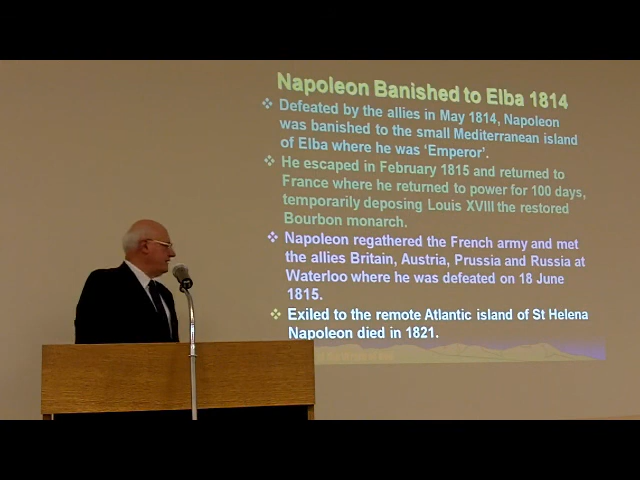 Napoleon Banished to Elba 1814
❖ Defeated by the allies in May 1814, Napoleon
was banished to the small Mediterranean island
of Elba where he was ‘Emperor’.
❖ He escaped in February 1815 and returned to
France where he returned to power for 100 days,
temporarily deposing Louis XVIII the restored
Bourbon monarch.
❖ Napoleon regathered the French army and met
the allies Britain, Austria, Prussia and Russia at
Waterloo where he was defeated on 18 June
1815.
❖ Exiled to the remote Atlantic island of St Helena
Napoleon died in 1821.